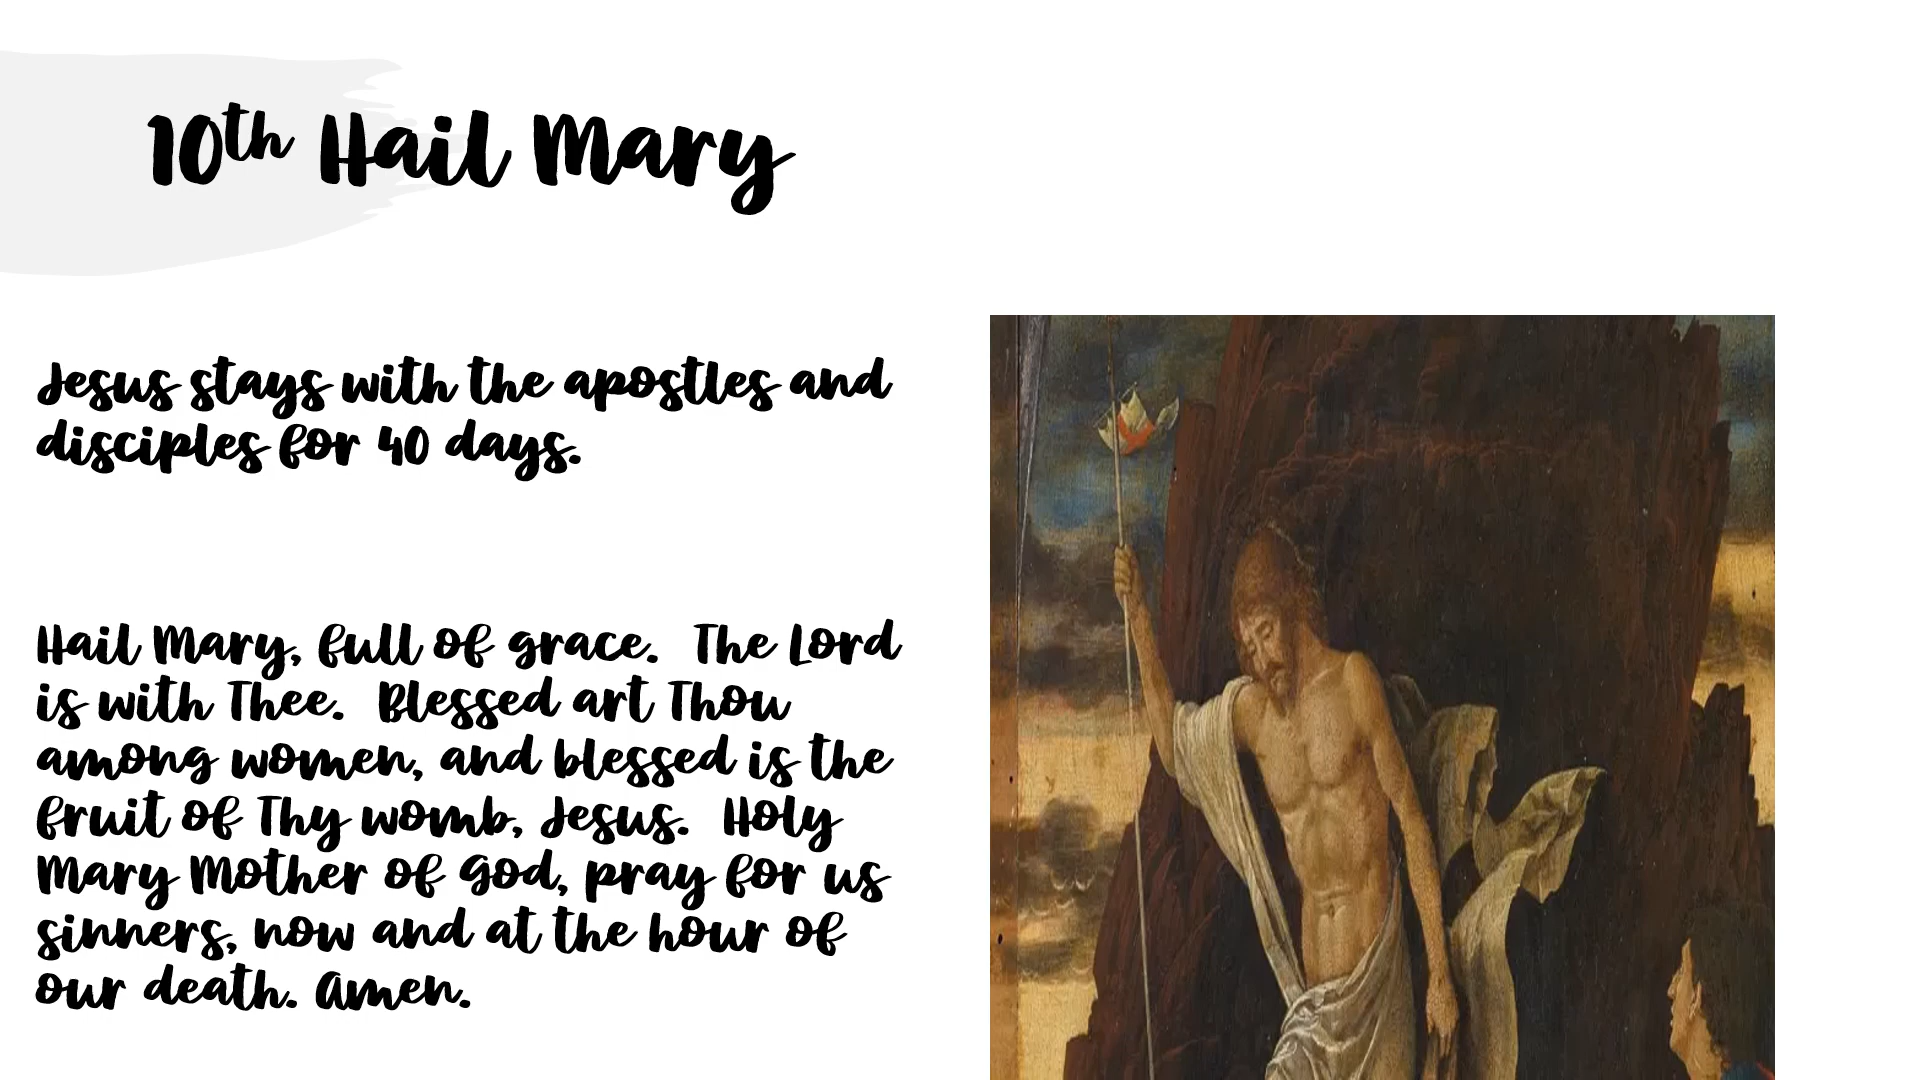 10th Hail Mary
Jesus stays with the apostles and
disciples for 40 days.
Hail Mary, full of grace.  The Lord
is with Thee.  Blessed art Thou
among women, and blessed is the
fruit of Thy womb, Jesus.  Holy
Mary Mother of God, pray for us
sinners, now and at the hour of
our death. Amen.